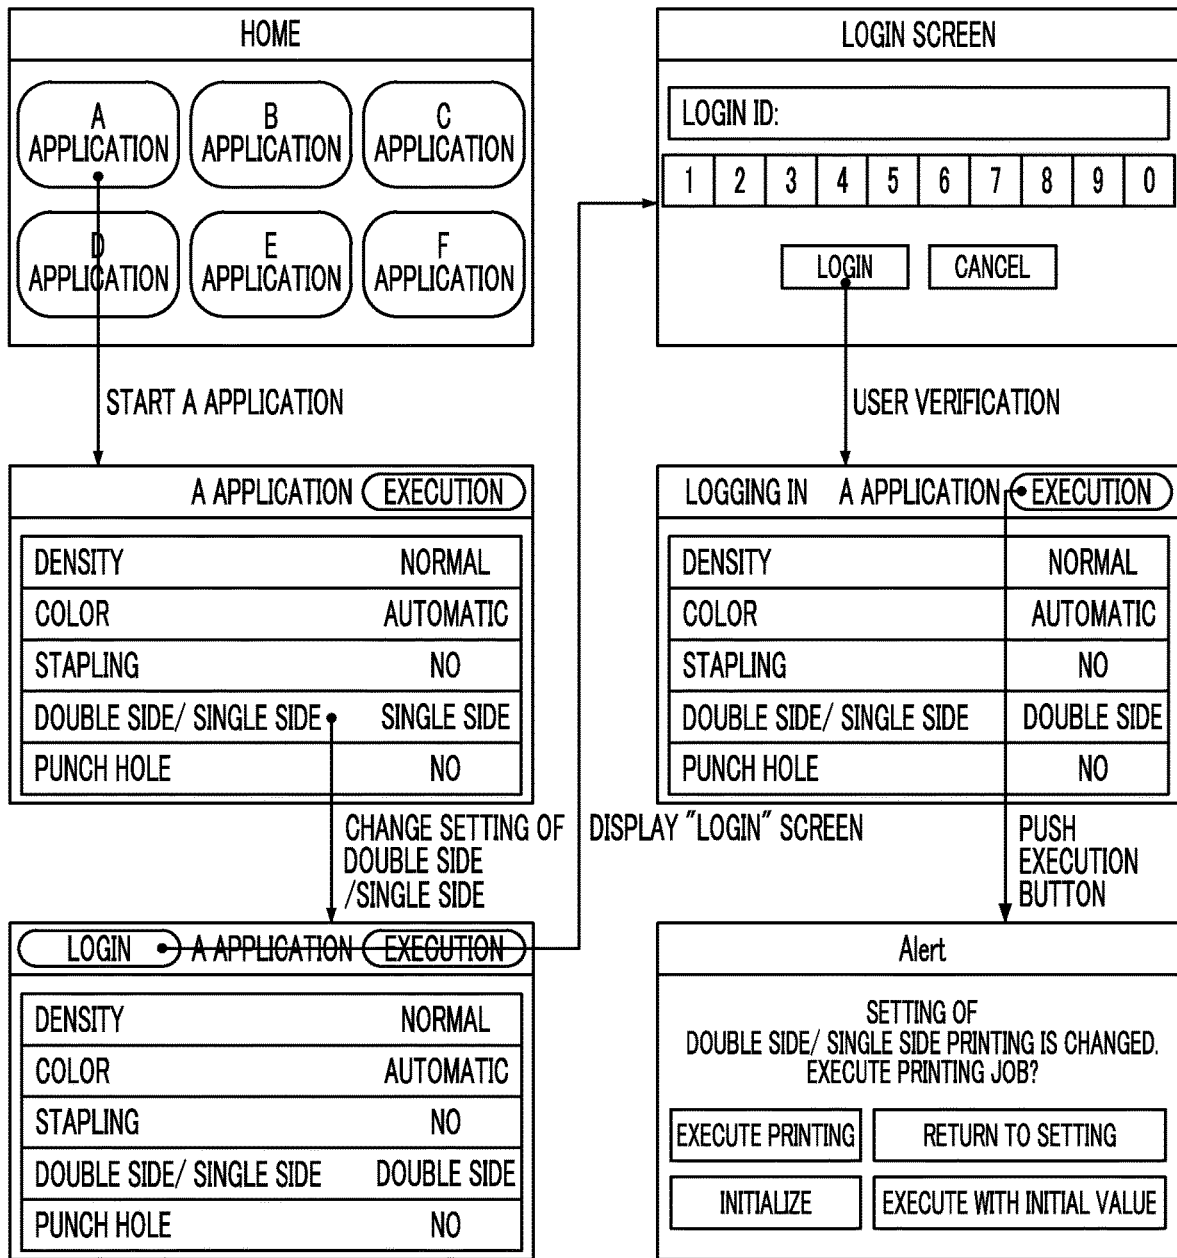 HOME
A
APPLICATION
B
APPLICATION
C
APPLICATION
D
APPLICATION
E
APPLICATION
F
APPLICATION
START A APPLICATION
A APPLICATION EXECUTION
DENSITY NORMAL
COLOR AUTOMATIC
STAPLING NO
DOUBLE SIDE/ SINGLE SIDE SINGLE SIDE
PUNCH HOLE NO
CHANGE SETTING OF
DOUBLE SIDE
/SINGLE SIDE
LOGIN A APPLICATION EXECUTION
DENSITY NORMAL
COLOR AUTOMATIC
STAPLING NO
DOUBLE SIDE/ SINGLE SIDE DOUBLE SIDE
PUNCH HOLE NO
DISPLAY "LOGIN" SCREEN
LOGIN SCREEN
LOGIN ID:
1 2 3 4 5 6 7 8 9 0
LOGIN CANCEL
USER VERIFICATION
LOGGING IN A APPLICATION EXECUTION
DENSITY NORMAL
COLOR AUTOMATIC
STAPLING NO
DOUBLE SIDE/ SINGLE SIDE DOUBLE SIDE
PUNCH HOLE NO
PUSH
EXECUTION
BUTTON
Alert
SETTING OF
DOUBLE SIDE/ SINGLE SIDE PRINTING IS CHANGED.
EXECUTE PRINTING JOB?
EXECUTE PRINTING RETURN TO SETTING
INITIALIZE EXECUTE WITH INITIAL VALUE